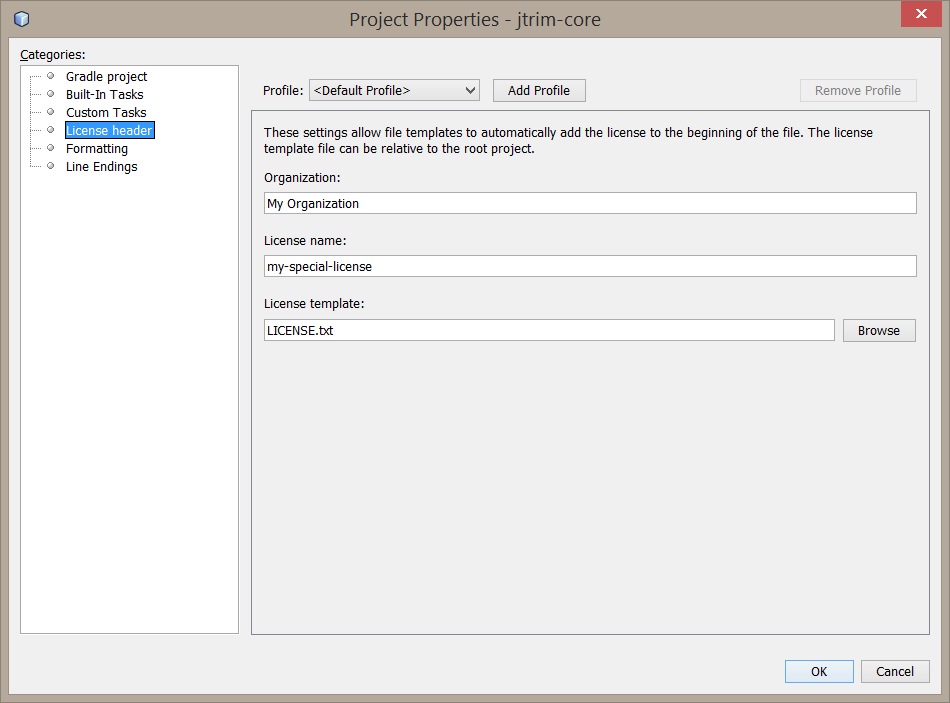 Project Properties - jtrim-core
Categories:
Gradle project
Built-In Tasks
Custom Tasks
License header
Formatting
Line Endings
Profile: <Default Profile> Add Profile Remove Profile
These settings allow file templates to automatically add the license to the beginning of the file. The license
template file can be relative to the root project.
Organization:
My Organization
License name:
my-special-license
License template:
LICENSE.txt Browse
OK Cancel